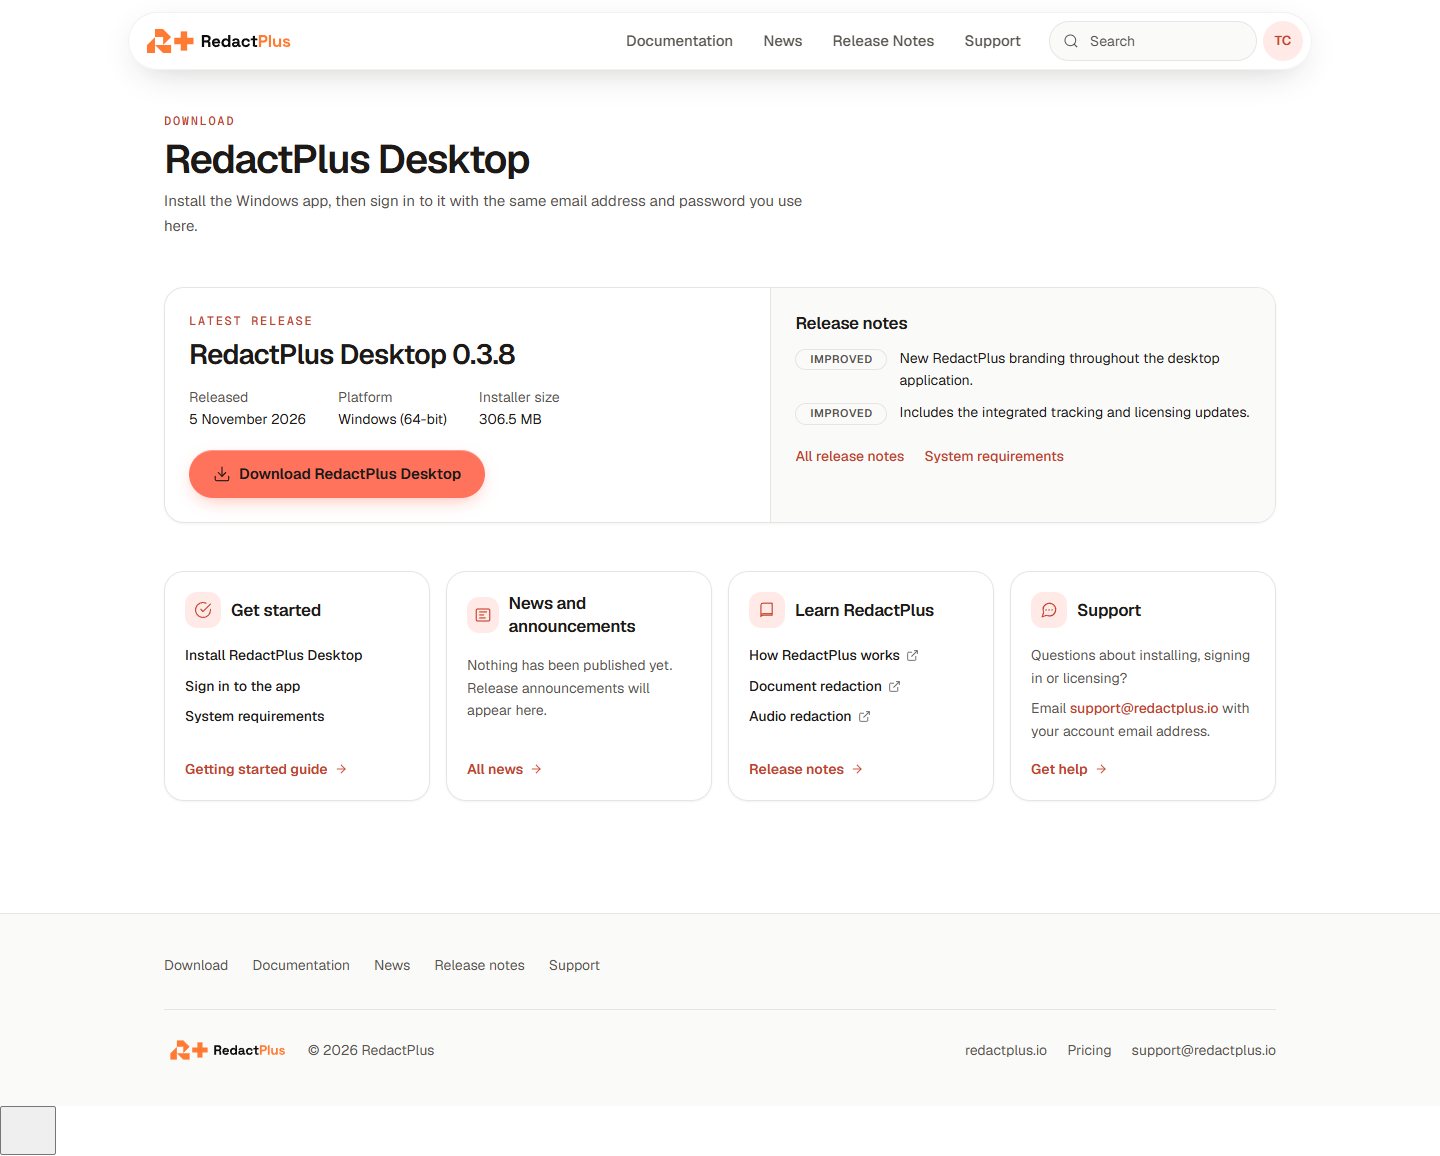 RedactPlus
Documentation
News
Release Notes
Support
Search
TC
DOWNLOAD
RedactPlus Desktop
Install the Windows app, then sign in to it with the same email address and password you use
here.
LATEST RELEASE
RedactPlus Desktop 0.3.8
Released
Platform
Installer size
5 November 2026
Windows (64-bit)
306.5 MB
Download RedactPlus Desktop
Release notes
IMPROVED
New RedactPlus branding throughout the desktop
application.
IMPROVED
Includes the integrated tracking and licensing updates.
All release notes
System requirements
Get started
Install RedactPlus Desktop
Sign in to the app
System requirements
Getting started guide
News and
announcements
Nothing has been published yet.
Release announcements will
appear here.
All news
Learn RedactPlus
How RedactPlus works
Document redaction
Audio redaction
Release notes
Support
Questions about installing, signing
in or licensing?
Email support@redactplus.io with
your account email address.
Get help
Download
Documentation
News
Release notes
Support
RedactPlus
© 2026 RedactPlus
redactplus.io
Pricing
support@redactplus.io